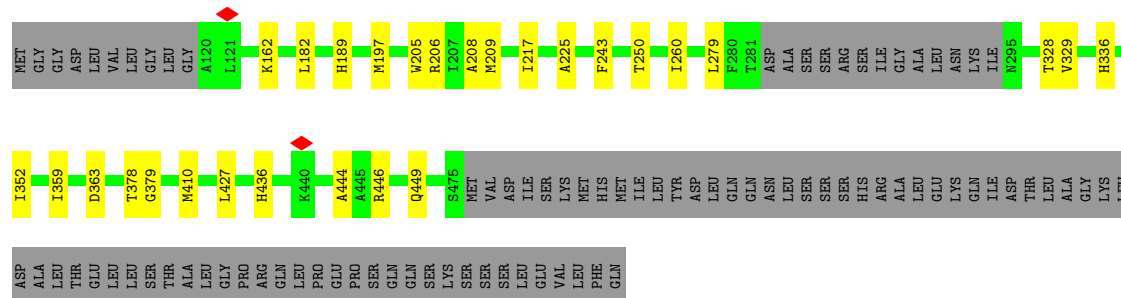 MET GLY GLY ASP LEU VAL LEU GLY LEU LEU GLY A120 L121 K162 L182 H189 M197 W205 R206 I207 A208 M209 I217 A225 F243 T250 I260 L279 F280 T281 ASP ALA SER SER ARG SER ILE GLY ALA LEU ASN LYS ILE N295 T328 V329 H336
I352 I359 D363 T378 G379 M410 L427 H436 K440 A444 A445 R446 Q449 S475 MET VAL ASP ILE SER LYS MET HIS MET ILE LEU TYR ASP LEU GLN GLN ASN LEU SER SER SER HIS ARG ALA LEU GLU LYS GLN ILE ASP THR LEU ALA GLY LYS
ASP ALA LEU THR GLU LEU LEU SER THR ALA LEU GLY PRO ARG GLN LEU PRO GLU PRO SER GLN GLN SER LYS SER SER SER LEU GLU VAL LEU PHE GLN